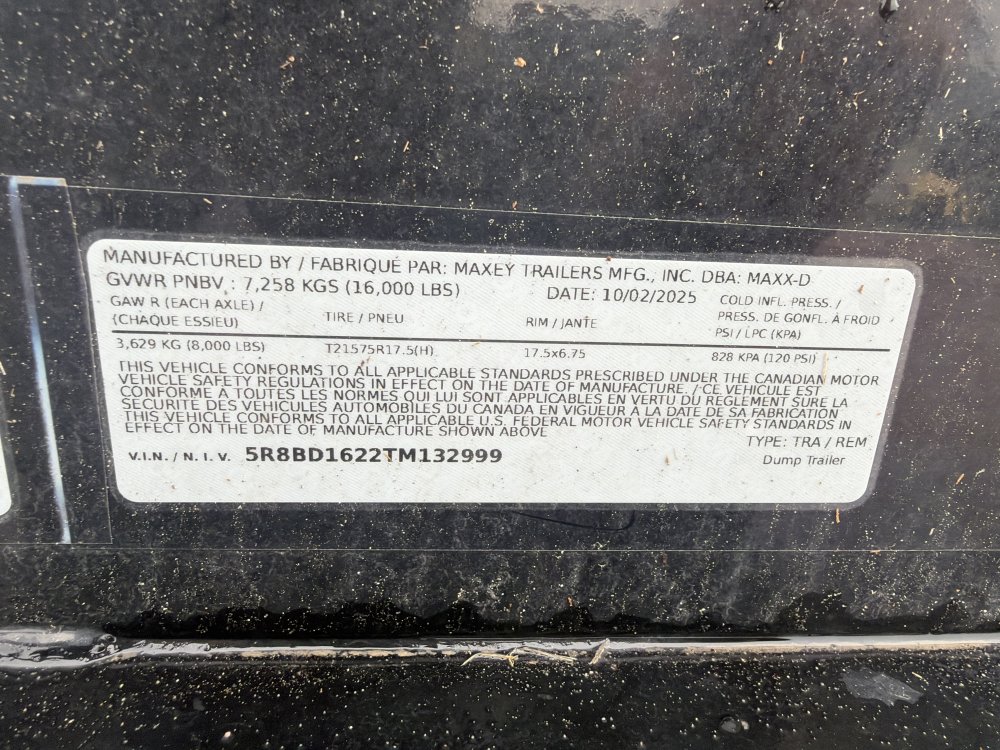 MANUFACTURED BY / FABRIQUÉ PAR: MAXEY TRAILERS MFG., INC. DBA: MAXX-D
GVWR PNBV : 7,258 KGS (16,000 LBS) DATE: 10/02/2025
GAW R (EACH AXLE) / (CHAQUE ESSIEU) TIRE / PNEU RIM / JANTE COLD INFL. PRESS. / PRESS. DE GONFL. À FROID PSI / LPC (KPA)
3,629 KG (8,000 LBS) T21575R17.5(H) 17.5x6.75 828 KPA (120 PSI)
THIS VEHICLE CONFORMS TO ALL APPLICABLE STANDARDS PRESCRIBED UNDER THE CANADIAN MOTOR
VEHICLE SAFETY REGULATIONS IN EFFECT ON THE DATE OF MANUFACTURE / CE VEHICULE EST
CONFORME À TOUTES LES NORMES QUI LUI SONT APPLICABLES EN VERTU DU REGLEMENT SURE LA
SECURITE DES VEHICULES AUTOMOBILES DU CANADA EN VIGUEUR A LA DATE DE SA FABRICATION
THIS VEHICLE CONFORMS TO ALL APPLICABLE U.S. FEDERAL MOTOR VEHICLE SAFETY STANDARDS IN
EFFECT ON THE DATE OF MANUFACTURE SHOWN ABOVE
TYPE: TRA / REM
V.I.N. / N. I. V. 5R8BD1622TM132999 Dump Trailer